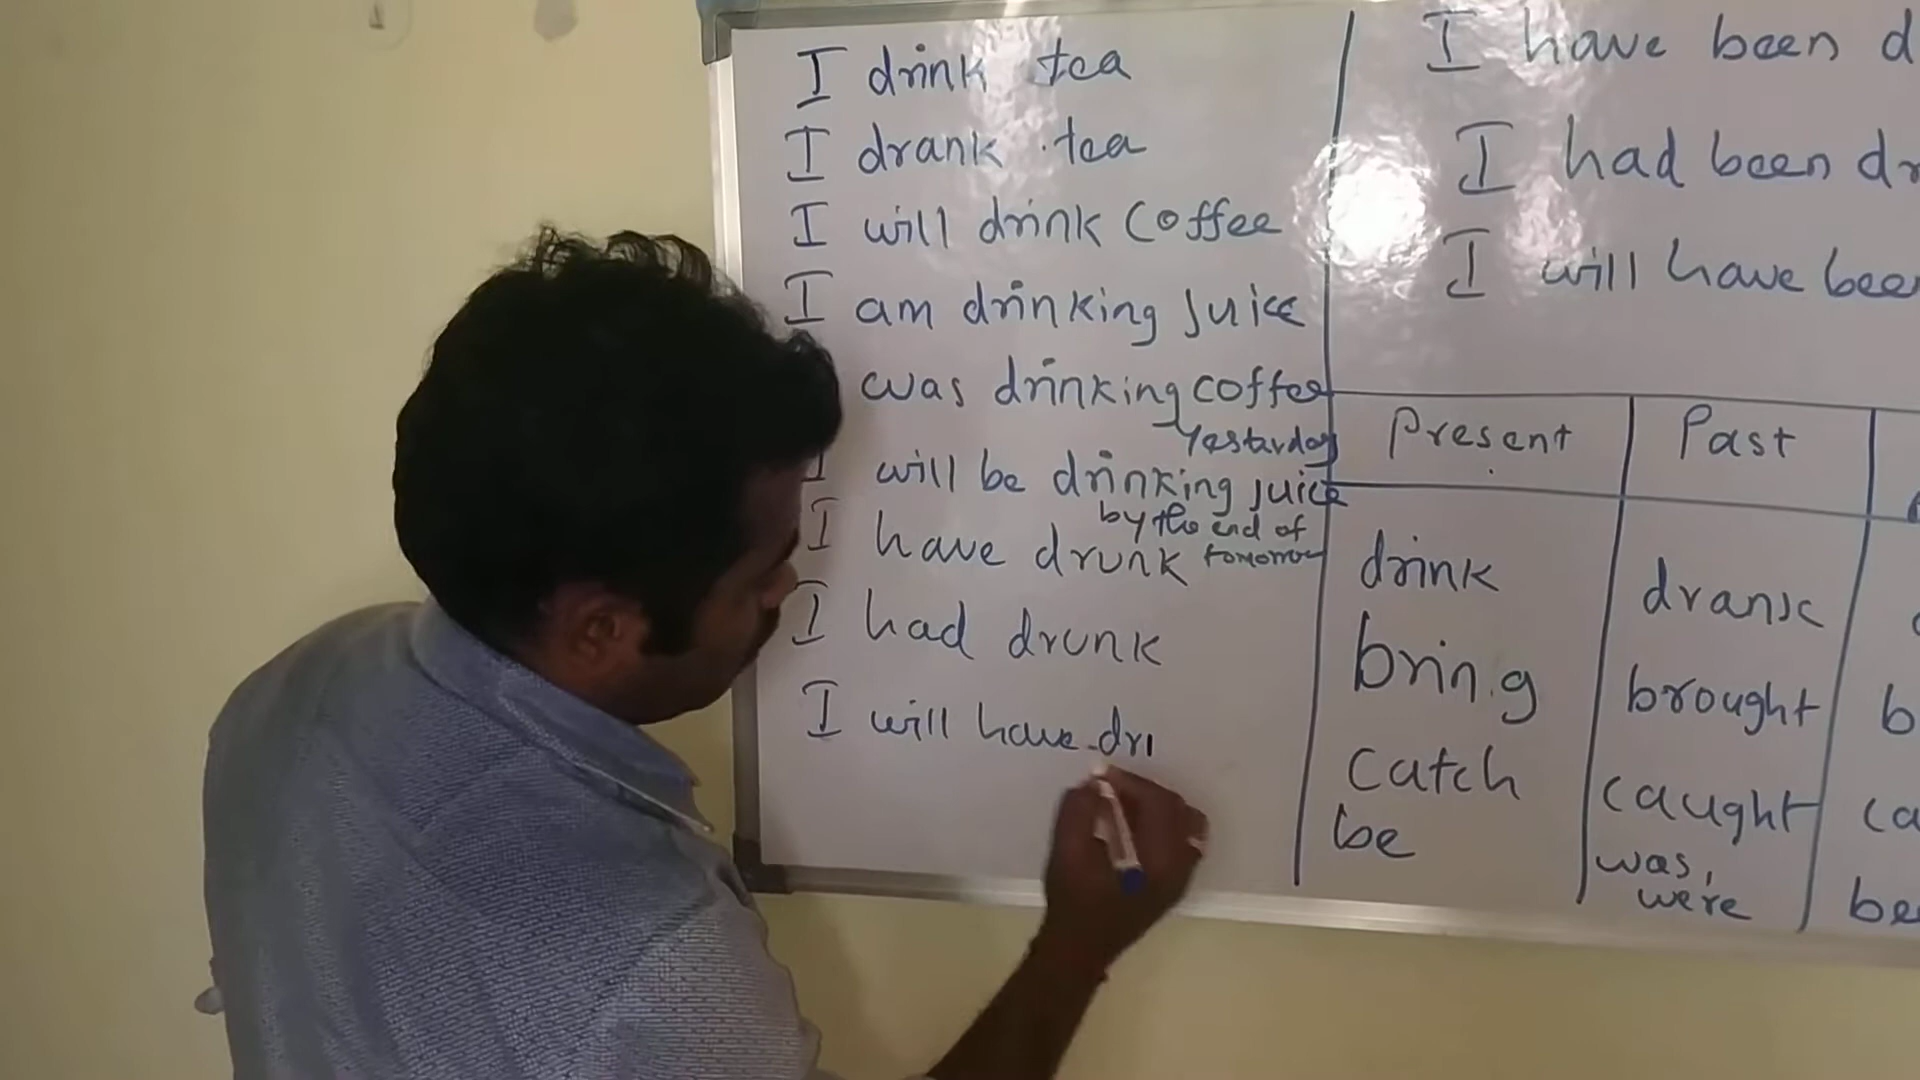 I drink tea
I drank tea
I will drink coffee
I am drinking juice
was drinking coffee
Yesturday
I will be drinking juice
by the end of
tomorrow
I have drunk
I had drunk
I will have dri
I have been d
I had been dr
I will have bee
Present Past
drink drank
bring brought b
catch caught ca
be was, were be